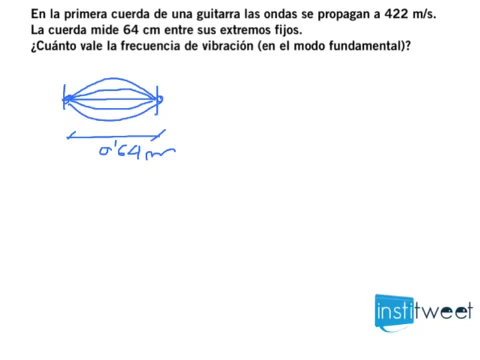 En la primera cuerda de una guitarra las ondas se propagan a 422 m/s.
La cuerda mide 64 cm entre sus extremos fijos.
¿Cuánto vale la frecuencia de vibración (en el modo fundamental)?
0'64 m
institweet